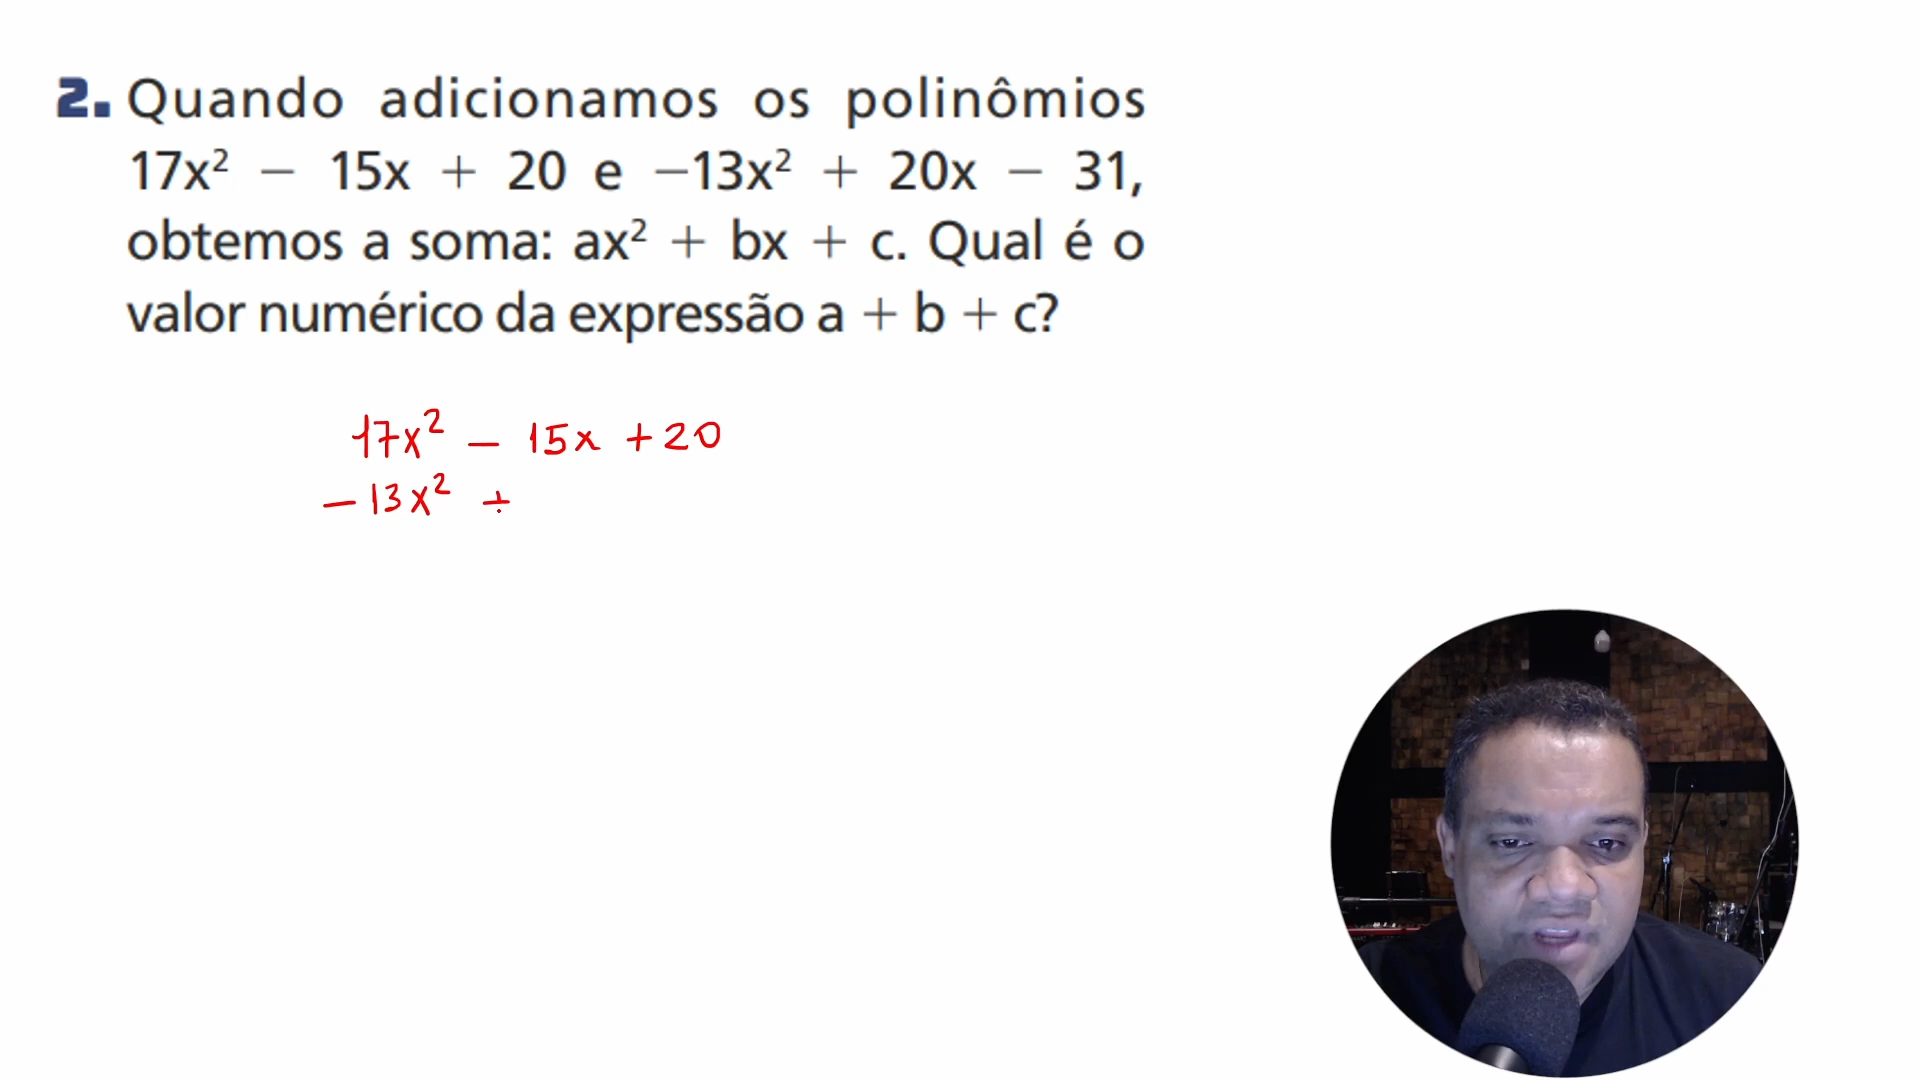 2. Quando adicionamos os polinômios
17x² − 15x + 20 e −13x² + 20x − 31,
obtemos a soma: ax² + bx + c. Qual é o
valor numérico da expressão a + b + c?
17x² − 15x + 20
− 13x² +